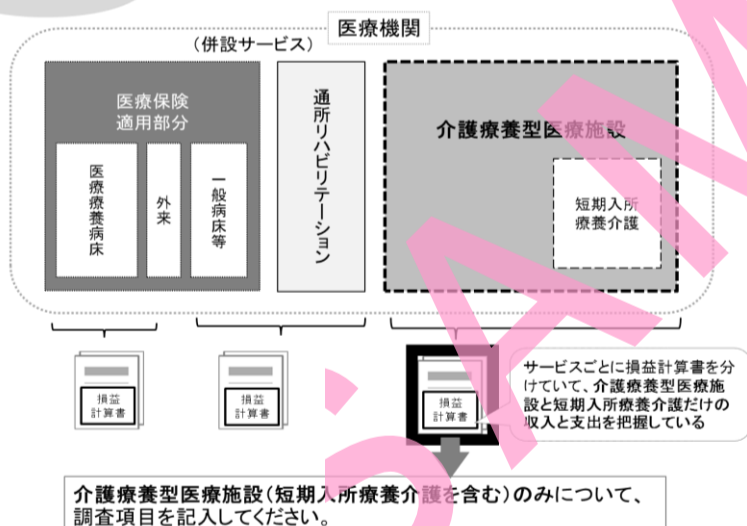 医療機関
（併設サービス）
医療保険
適用部分
医療療養病床
外来
一般病床等
通所リハビリテーション
介護療養型医療施設
短期入所
療養介護
損益
計算書
損益
計算書
損益
計算書
サービスごとに損益計算書を分
けていて、介護療養型医療施
設と短期入所療養介護だけの
収入と支出を把握している
介護療養型医療施設（短期入所療養介護を含む）のみについて、
調査項目を記入してください。